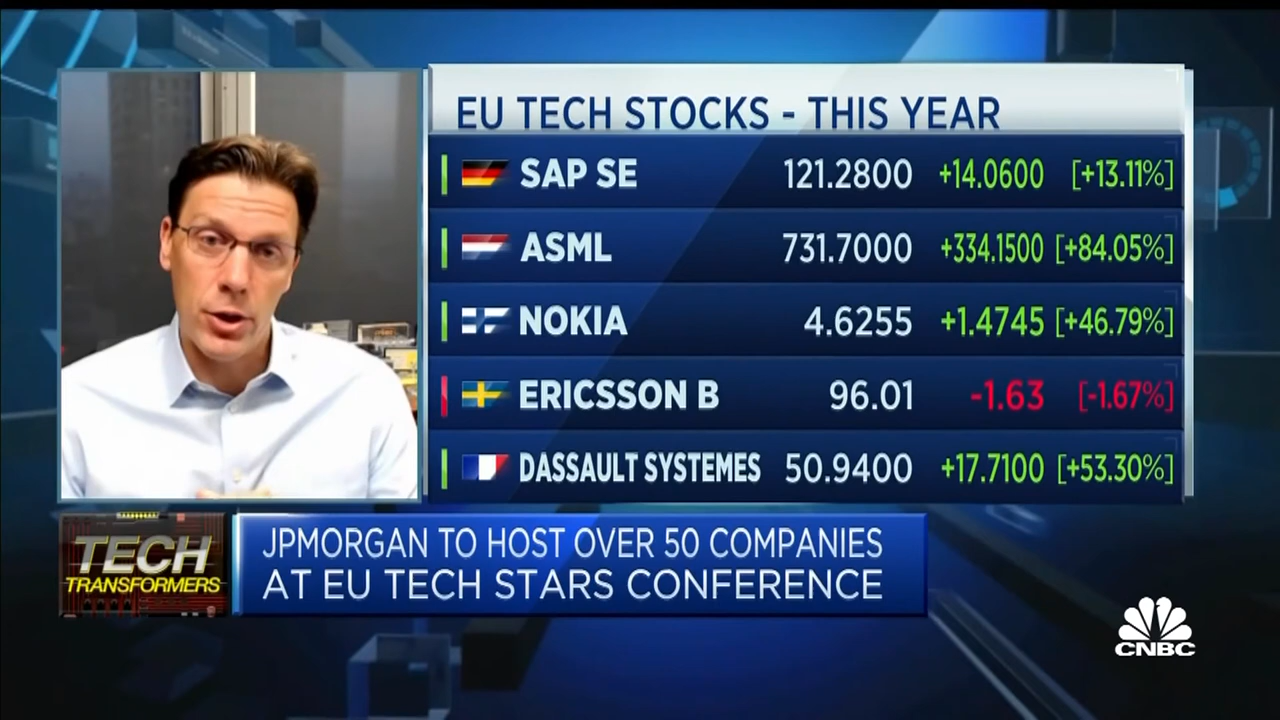 EU TECH STOCKS - THIS YEAR
SAP SE 121.2800 +14.0600 [+13.11%]
ASML 731.7000 +334.1500 [+84.05%]
NOKIA 4.6255 +1.4745 [+46.79%]
ERICSSON B 96.01 -1.63 [-1.67%]
DASSAULT SYSTEMES 50.9400 +17.7100 [+53.30%]
TECH
TRANSFORMERS
JPMORGAN TO HOST OVER 50 COMPANIES
AT EU TECH STARS CONFERENCE
CNBC